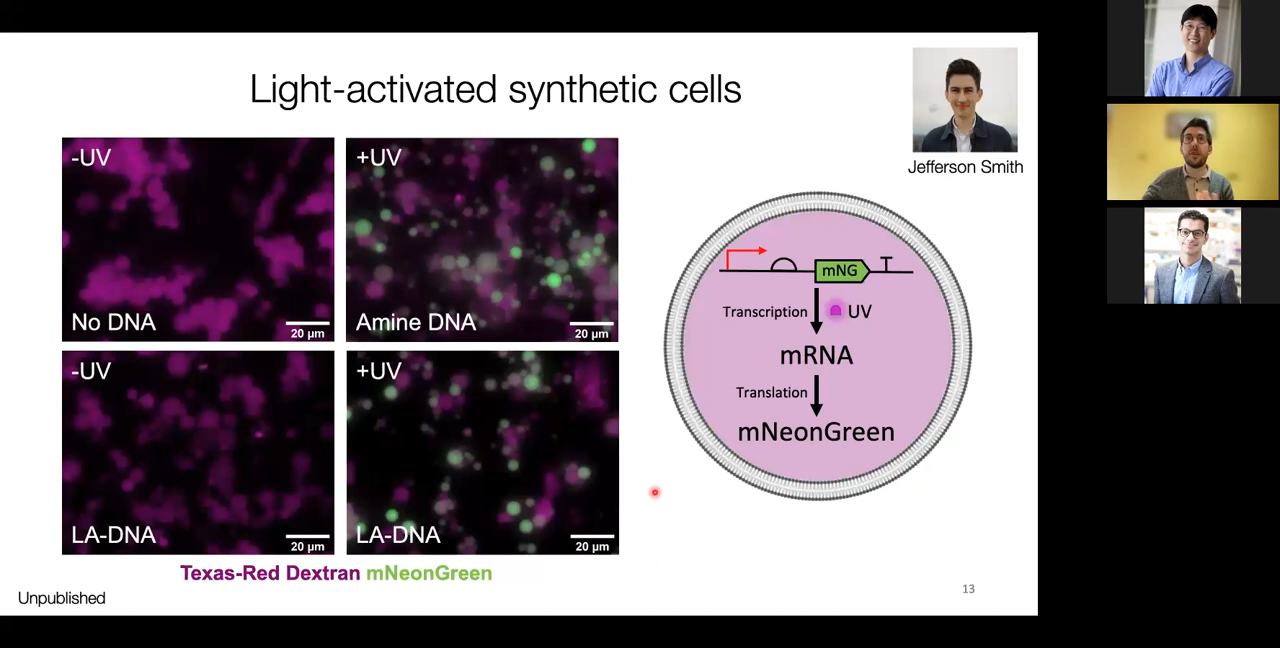 Light-activated synthetic cells
Jefferson Smith
-UV
No DNA
20 µm
+UV
Amine DNA
20 µm
-UV
LA-DNA
20 µm
+UV
LA-DNA
20 µm
Texas-Red Dextran mNeonGreen
mNG
T
Transcription
UV
mRNA
Translation
mNeonGreen
Unpublished
13